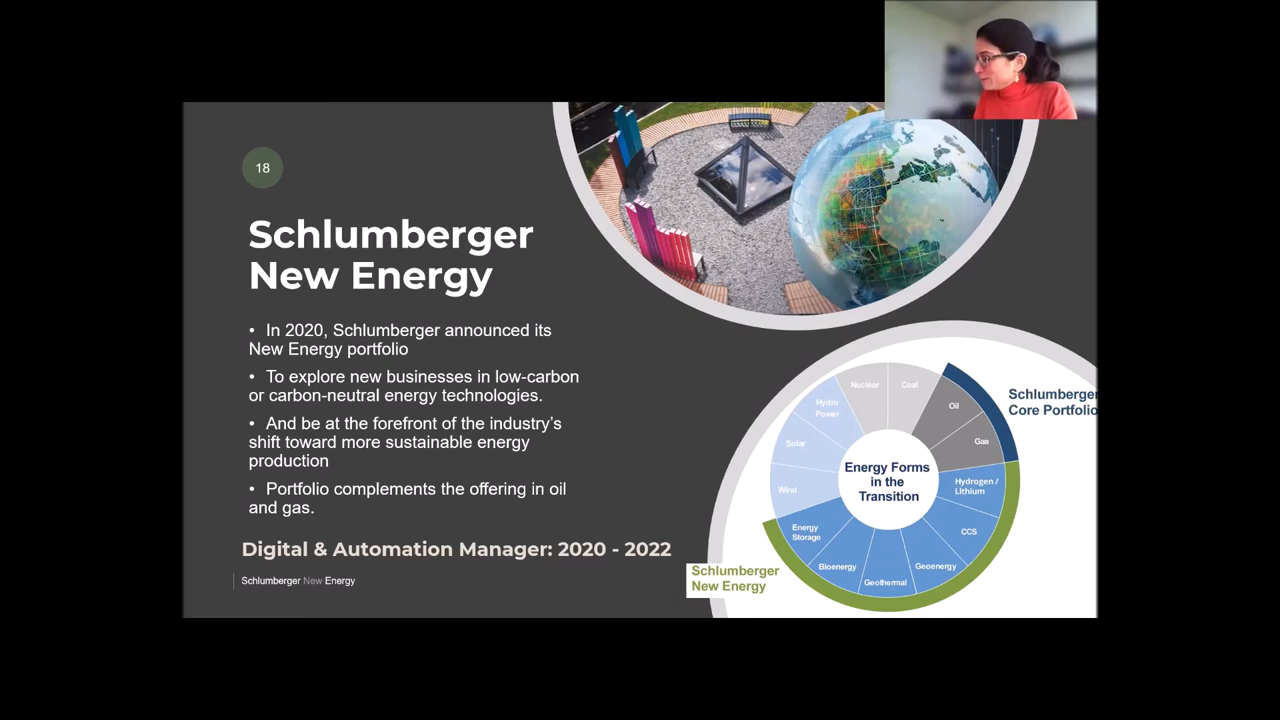 18
Schlumberger
New Energy
• In 2020, Schlumberger announced its
New Energy portfolio
• To explore new businesses in low-carbon
or carbon-neutral energy technologies.
• And be at the forefront of the industry's
shift toward more sustainable energy
production
• Portfolio complements the offering in oil
and gas.
Digital & Automation Manager: 2020 - 2022
Schlumberger New Energy
Nuclear
Coal
Oil
Gas
Hydrogen /
Lithium
CCS
Geoenergy
Geothermal
Bioenergy
Energy
Storage
Wind
Solar
Hydro
Power
Energy Forms
in the
Transition
Schlumberger
Core Portfolio
Schlumberger
New Energy